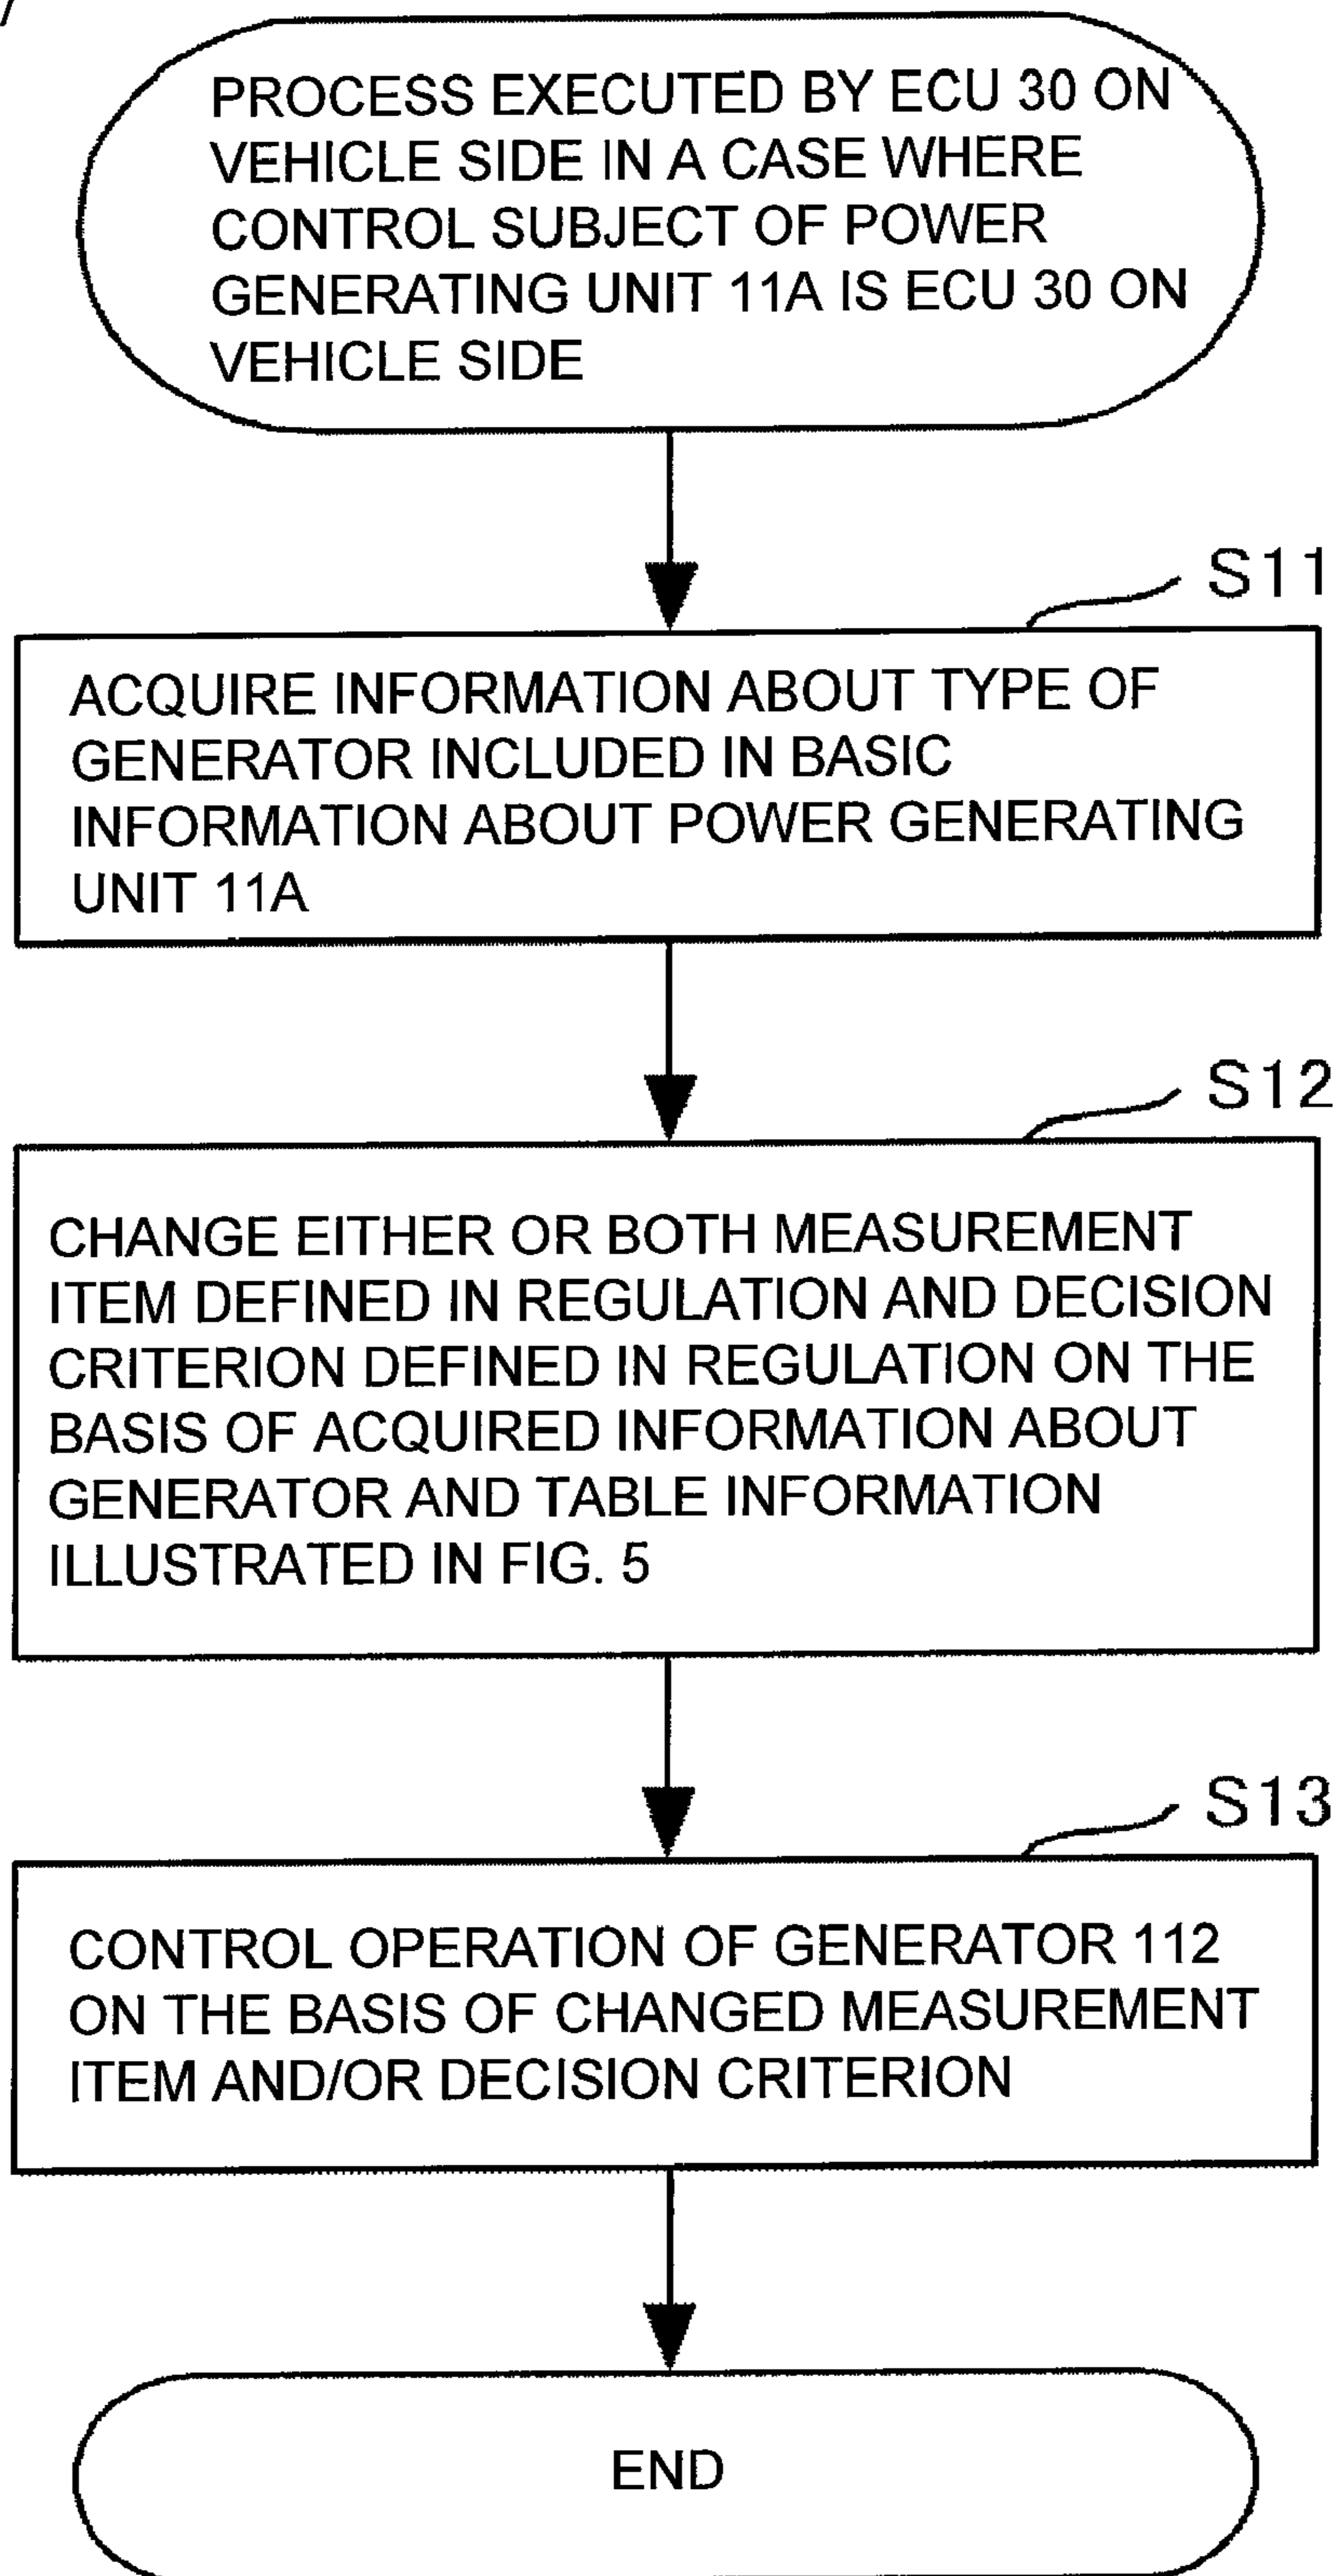 PROCESS EXECUTED BY ECU 30 ON
VEHICLE SIDE IN A CASE WHERE
CONTROL SUBJECT OF POWER
GENERATING UNIT 11A IS ECU 30 ON
VEHICLE SIDE
S11
ACQUIRE INFORMATION ABOUT TYPE OF
GENERATOR INCLUDED IN BASIC
INFORMATION ABOUT POWER GENERATING
UNIT 11A
S12
CHANGE EITHER OR BOTH MEASUREMENT
ITEM DEFINED IN REGULATION AND DECISION
CRITERION DEFINED IN REGULATION ON THE
BASIS OF ACQUIRED INFORMATION ABOUT
GENERATOR AND TABLE INFORMATION
ILLUSTRATED IN FIG. 5
S13
CONTROL OPERATION OF GENERATOR 112
ON THE BASIS OF CHANGED MEASUREMENT
ITEM AND/OR DECISION CRITERION
END